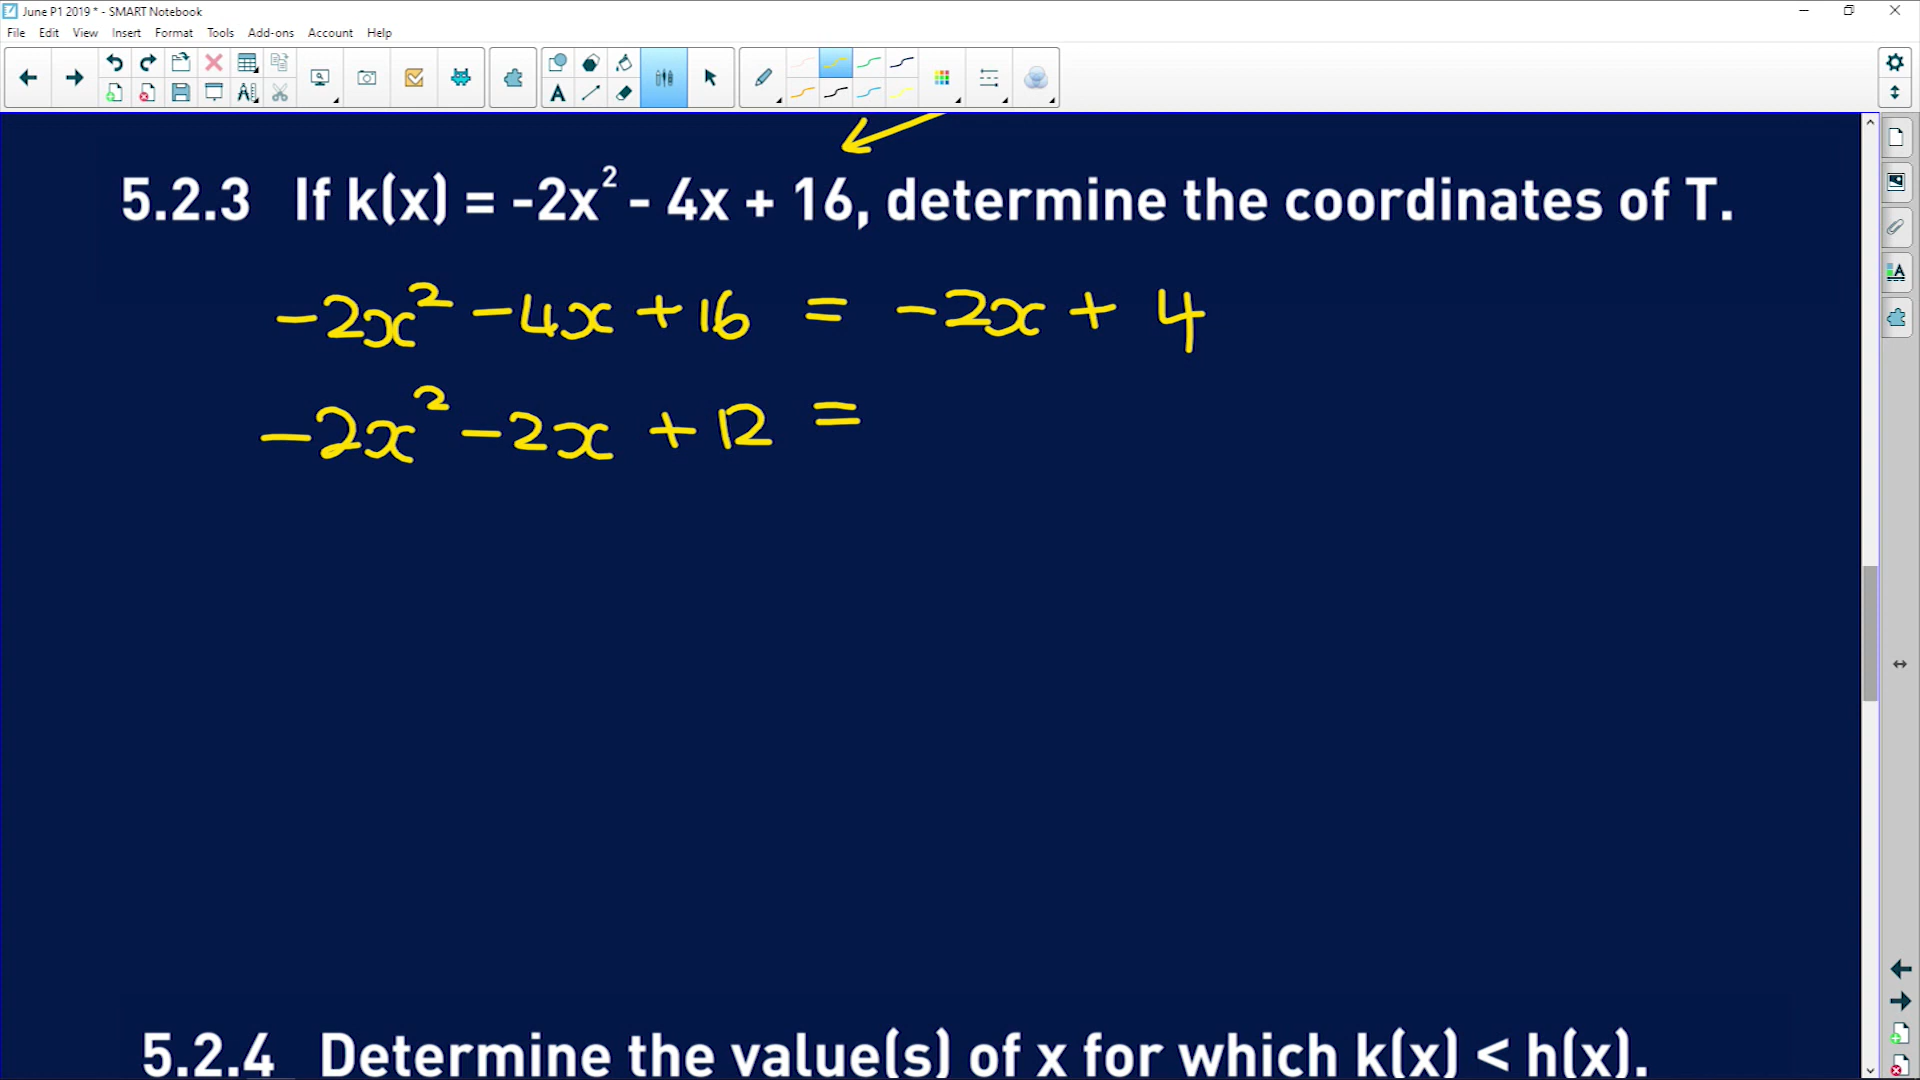 June P1 2019 * - SMART Notebook
File Edit View Insert Format Tools Add-ons Account Help
5.2.3 If k(x) = -2x² - 4x + 16, determine the coordinates of T.
-2x² - 4x + 16 = -2x + 4
-2x² - 2x + 12 =
5.2.4 Determine the value(s) of x for which k(x) < h(x).